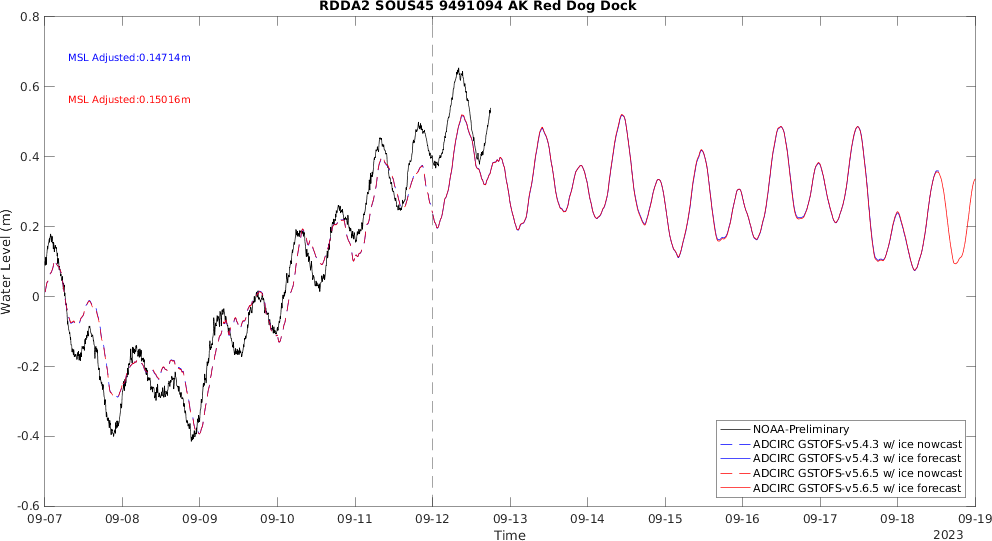 RDDA2 SOUS45 9491094 AK Red Dog Dock
MSL Adjusted:0.14714m
MSL Adjusted:0.15016m
Water Level (m)
0.8
0.6
0.4
0.2
0
-0.2
-0.4
-0.6
NOAA-Preliminary
ADCIRC GSTOFS-v5.4.3 w/ ice nowcast
ADCIRC GSTOFS-v5.4.3 w/ ice forecast
ADCIRC GSTOFS-v5.6.5 w/ ice nowcast
ADCIRC GSTOFS-v5.6.5 w/ ice forecast
09-07 09-08 09-09 09-10 09-11 09-12 09-13 09-14 09-15 09-16 09-17 09-18 09-19
Time
2023